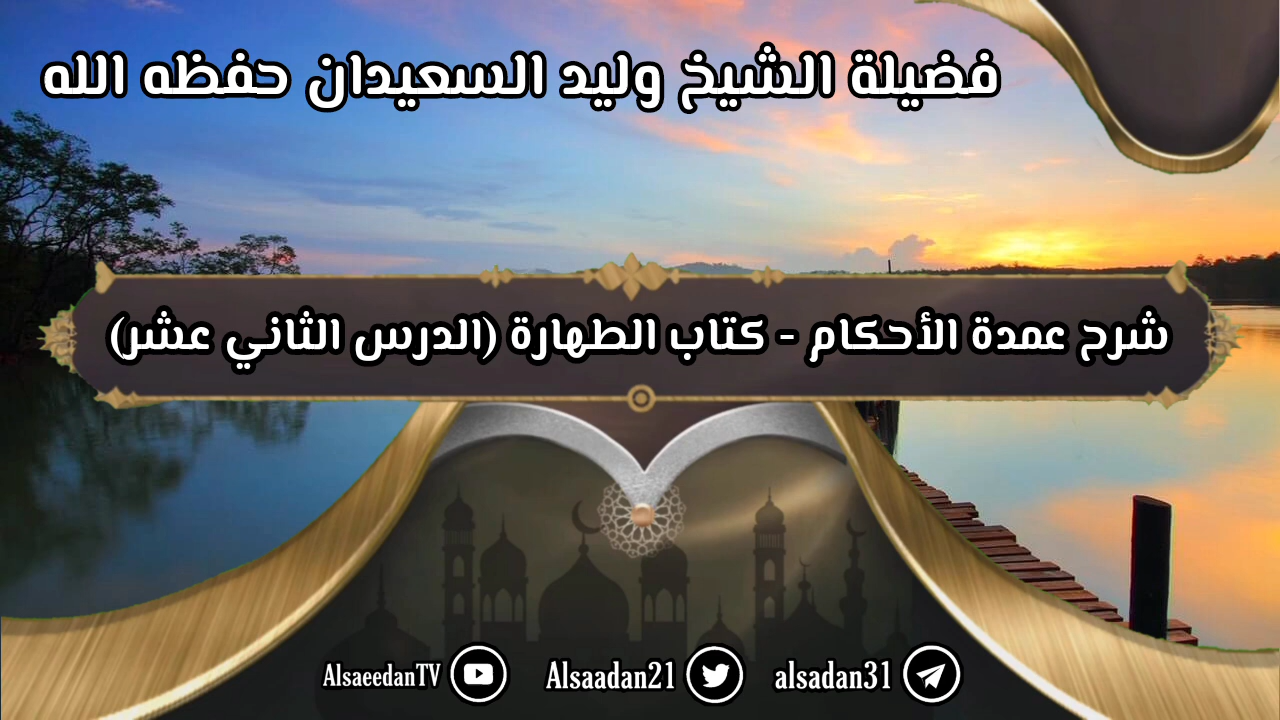 فضيلة الشيخ وليد السعيدان حفظه الله
شرح عمدة الأحكام - كتاب الطهارة (الدرس الثاني عشر)
AlsaeedanTV Alsaadan21 alsadan31